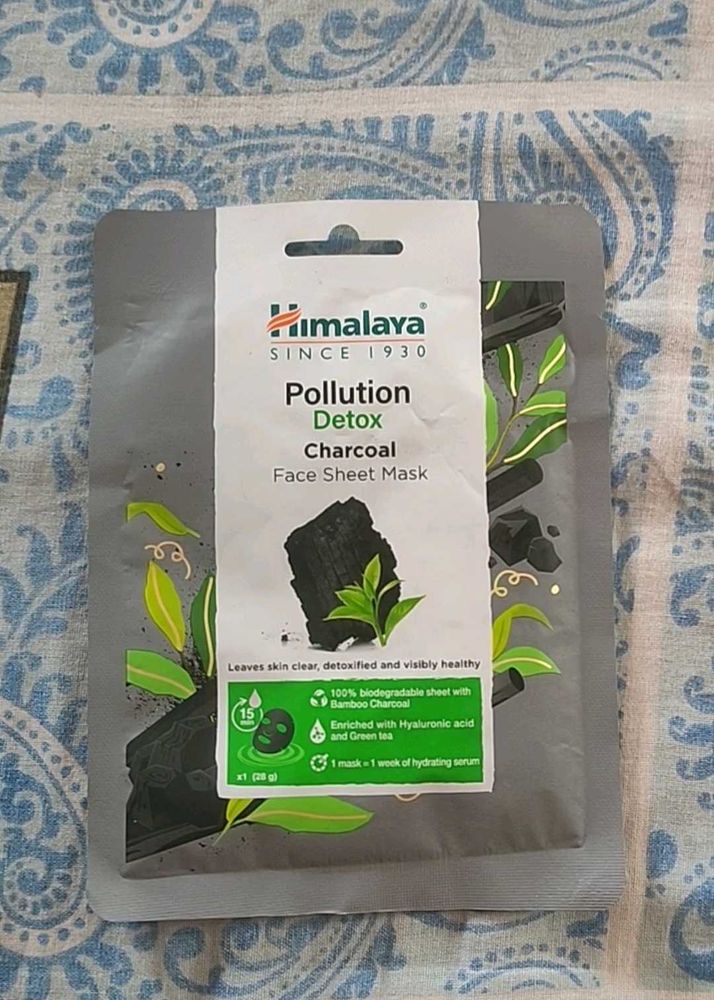 Himalaya®
SINCE 1930
Pollution
Detox
Charcoal
Face Sheet Mask
Leaves skin clear, detoxified and visibly healthy
15
min
x1 (28 g)
100% biodegradable sheet with
Bamboo Charcoal
Enriched with Hyaluronic acid
and Green tea
1 mask = 1 week of hydrating serum